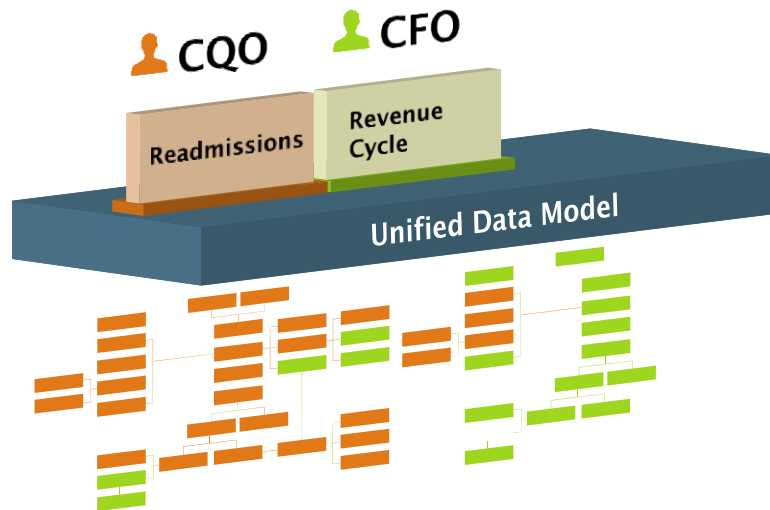 CQO
CFO
Readmissions
Revenue
Cycle
Unified Data Model